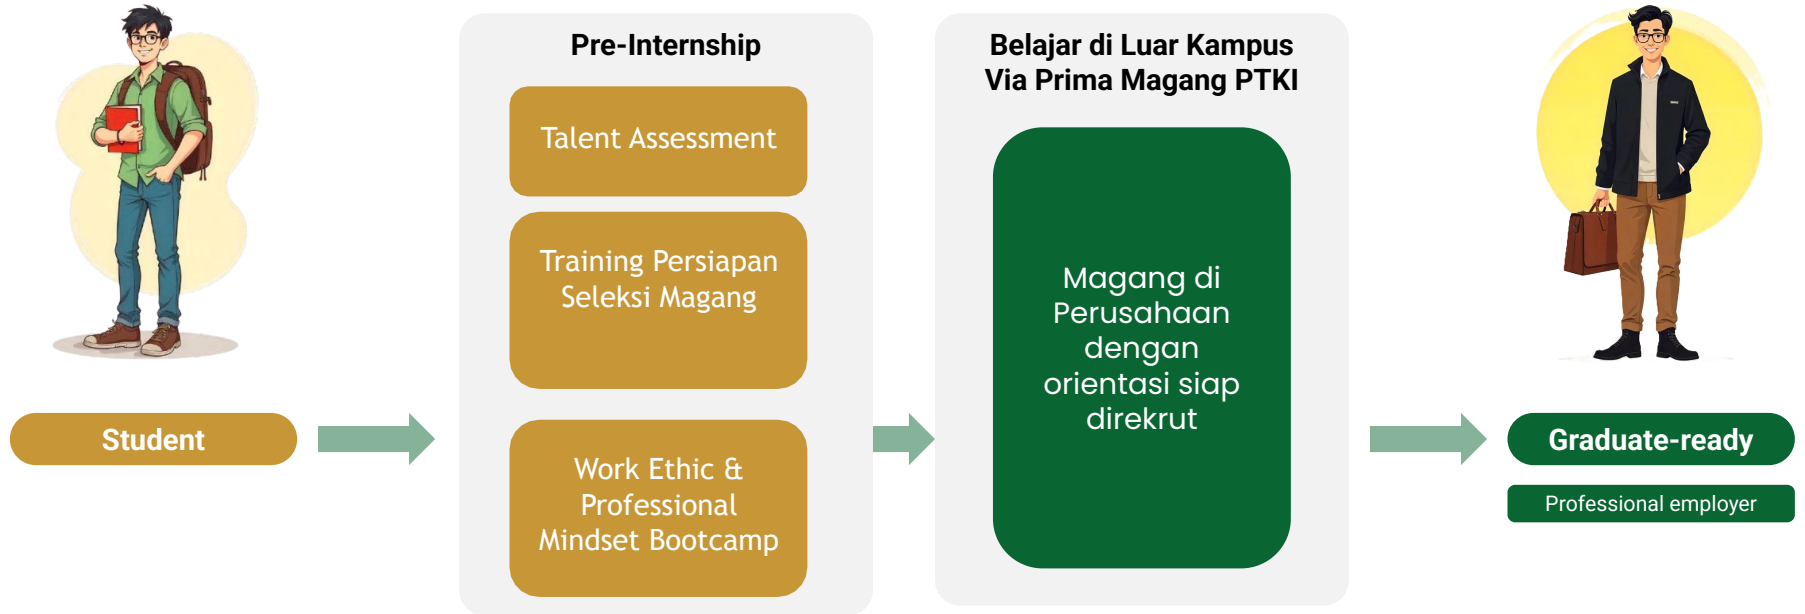 Student
Pre-Internship
Talent Assessment
Training Persiapan
Seleksi Magang
Work Ethic &
Professional
Mindset Bootcamp
Belajar di Luar Kampus
Via Prima Magang PTKI
Magang di
Perusahaan
dengan
orientasi siap
direkrut
Graduate-ready
Professional employer